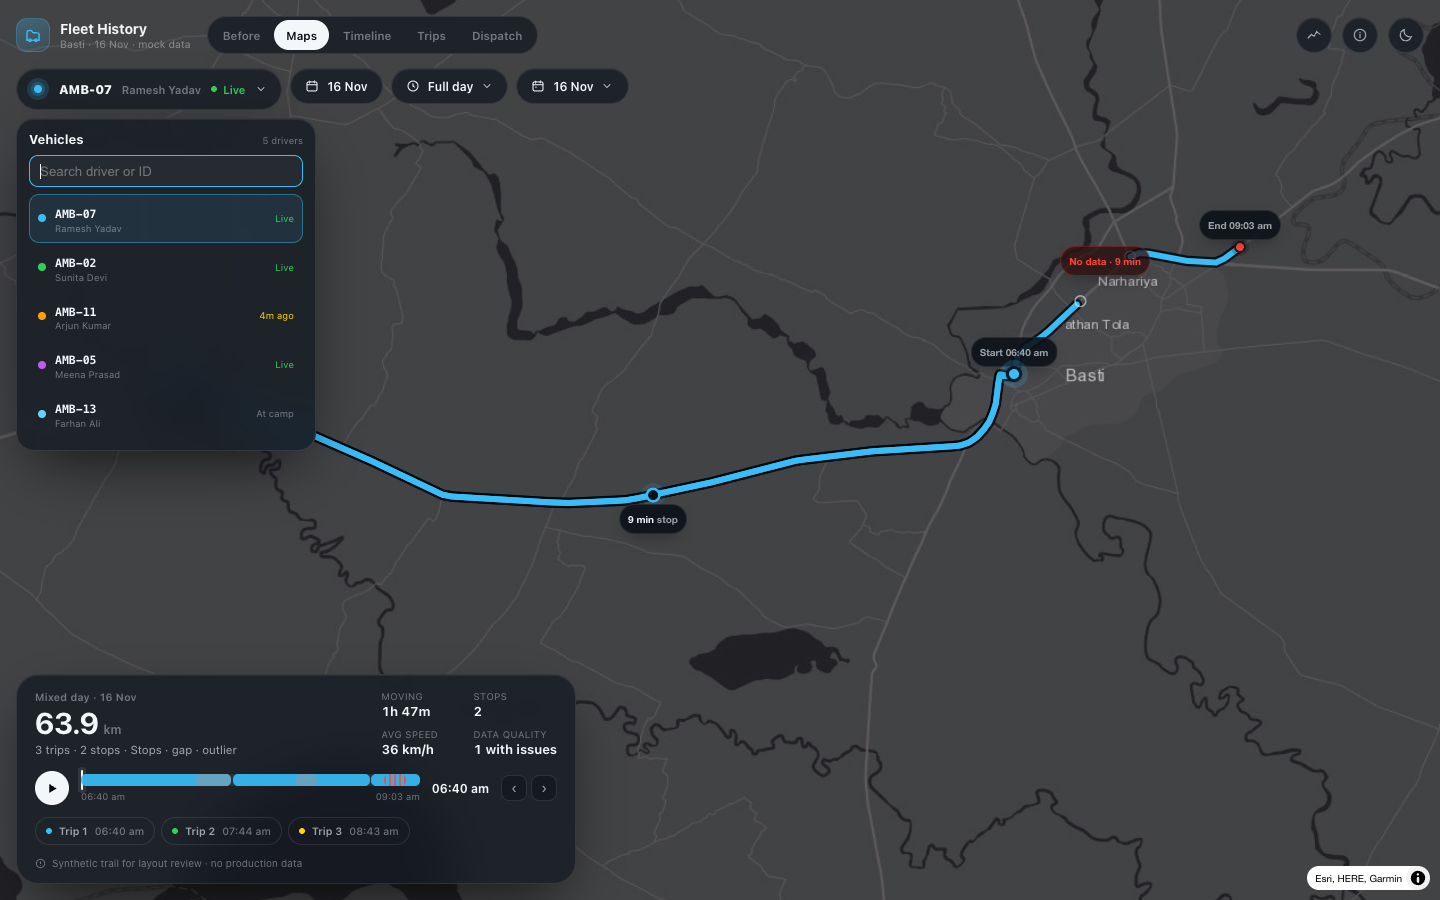 Fleet History
Basti · 16 Nov · mock data
Before Maps Timeline Trips Dispatch
AMB-07 Ramesh Yadav Live
16 Nov
Full day
16 Nov
Vehicles 5 drivers
Search driver or ID
AMB-07 Live
Ramesh Yadav
AMB-02 Live
Sunita Devi
AMB-11 4m ago
Arjun Kumar
AMB-05 Live
Meena Prasad
AMB-13 At camp
Farhan Ali
End 09:03 am
No data · 9 min
Narhariya
athan Tola
Start 06:40 am
Basti
9 min stop
Mixed day · 16 Nov
63.9 km
3 trips · 2 stops · Stops · gap · outlier
MOVING
1h 47m
STOPS
2
AVG SPEED
36 km/h
DATA QUALITY
1 with issues
06:40 am 09:03 am
06:40 am
Trip 1 06:40 am
Trip 2 07:44 am
Trip 3 08:43 am
Synthetic trail for layout review · no production data
Esri, HERE, Garmin